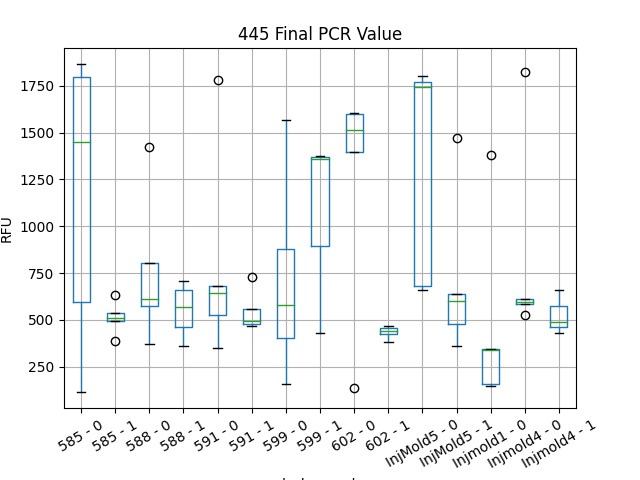 445 Final PCR Value
RFU
1750
1500
1250
1000
750
500
250
585 - 0
585 - 1
588 - 0
588 - 1
591 - 0
591 - 1
599 - 0
599 - 1
602 - 0
602 - 1
InjMold5 - 0
InjMold5 - 1
Injmold1 - 0
Injmold4 - 0
Injmold4 - 1